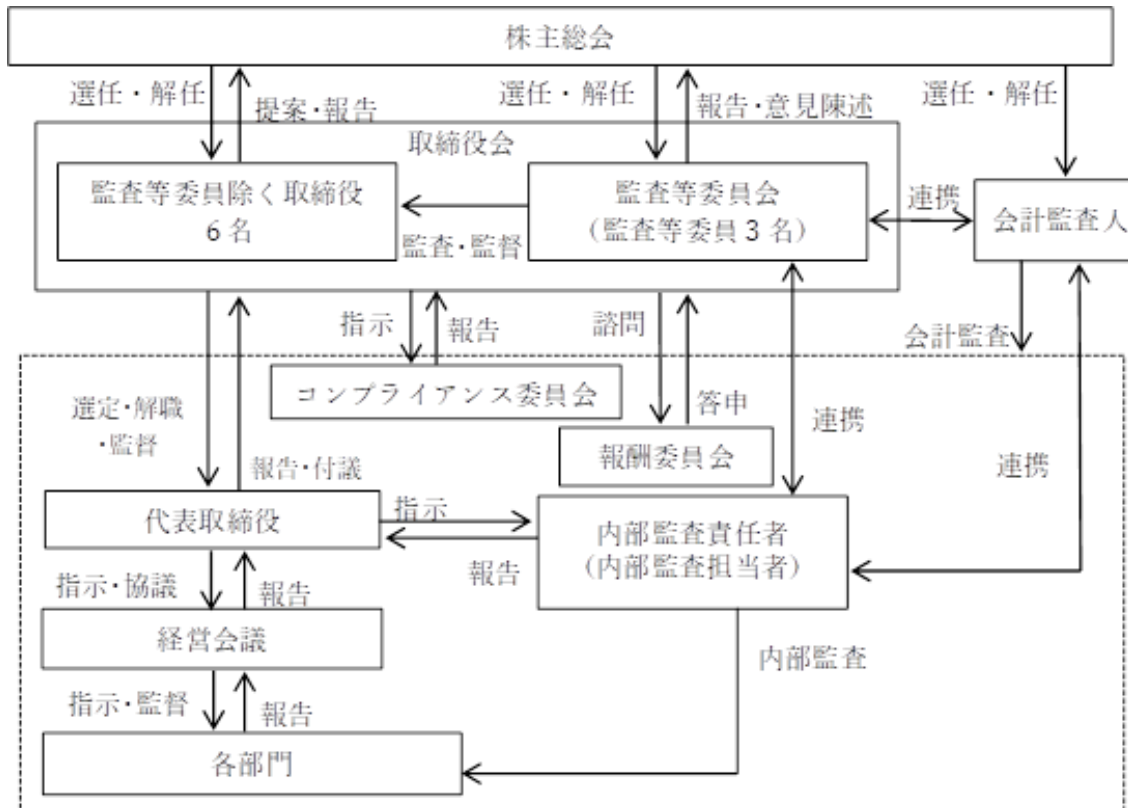 株主総会
選任・解任
提案・報告
選任・解任
報告・意見陳述
選任・解任
取締役会
監査等委員除く取締役
6名
監査・監督
監査等委員会
(監査等委員3名)
連携
会計監査人
指示
報告
諮問
答申
連携
会計監査
連携
コンプライアンス委員会
報酬委員会
選定・解職
・監督
報告・付議
代表取締役
指示
報告
内部監査責任者
(内部監査担当者)
指示・協議
報告
経営会議
内部監査
指示・監督
報告
各部門